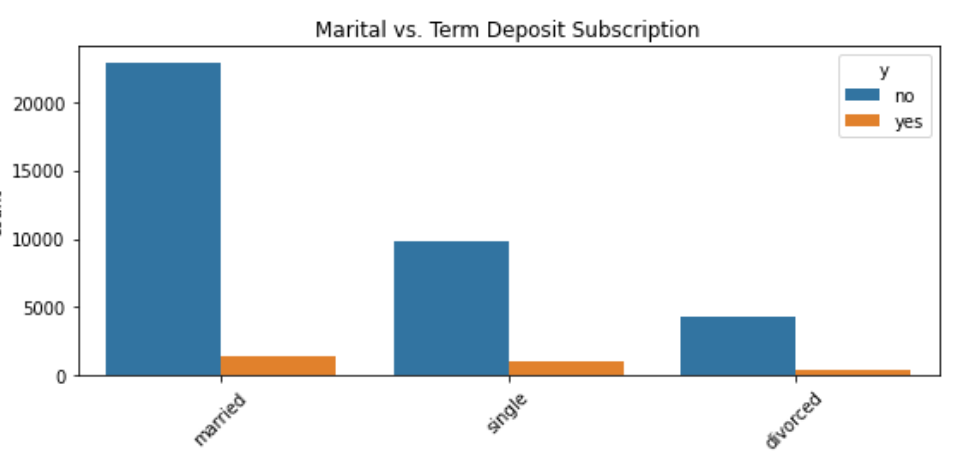 Marital vs. Term Deposit Subscription
y
no
yes
20000
15000
10000
5000
0
married
single
divorced